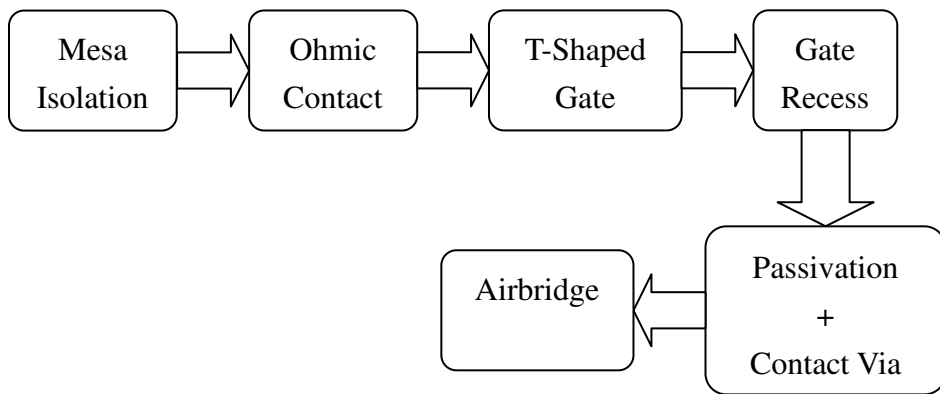 Mesa
Isolation
Ohmic
Contact
T-Shaped
Gate
Gate
Recess
Passivation
+
Contact Via
Airbridge